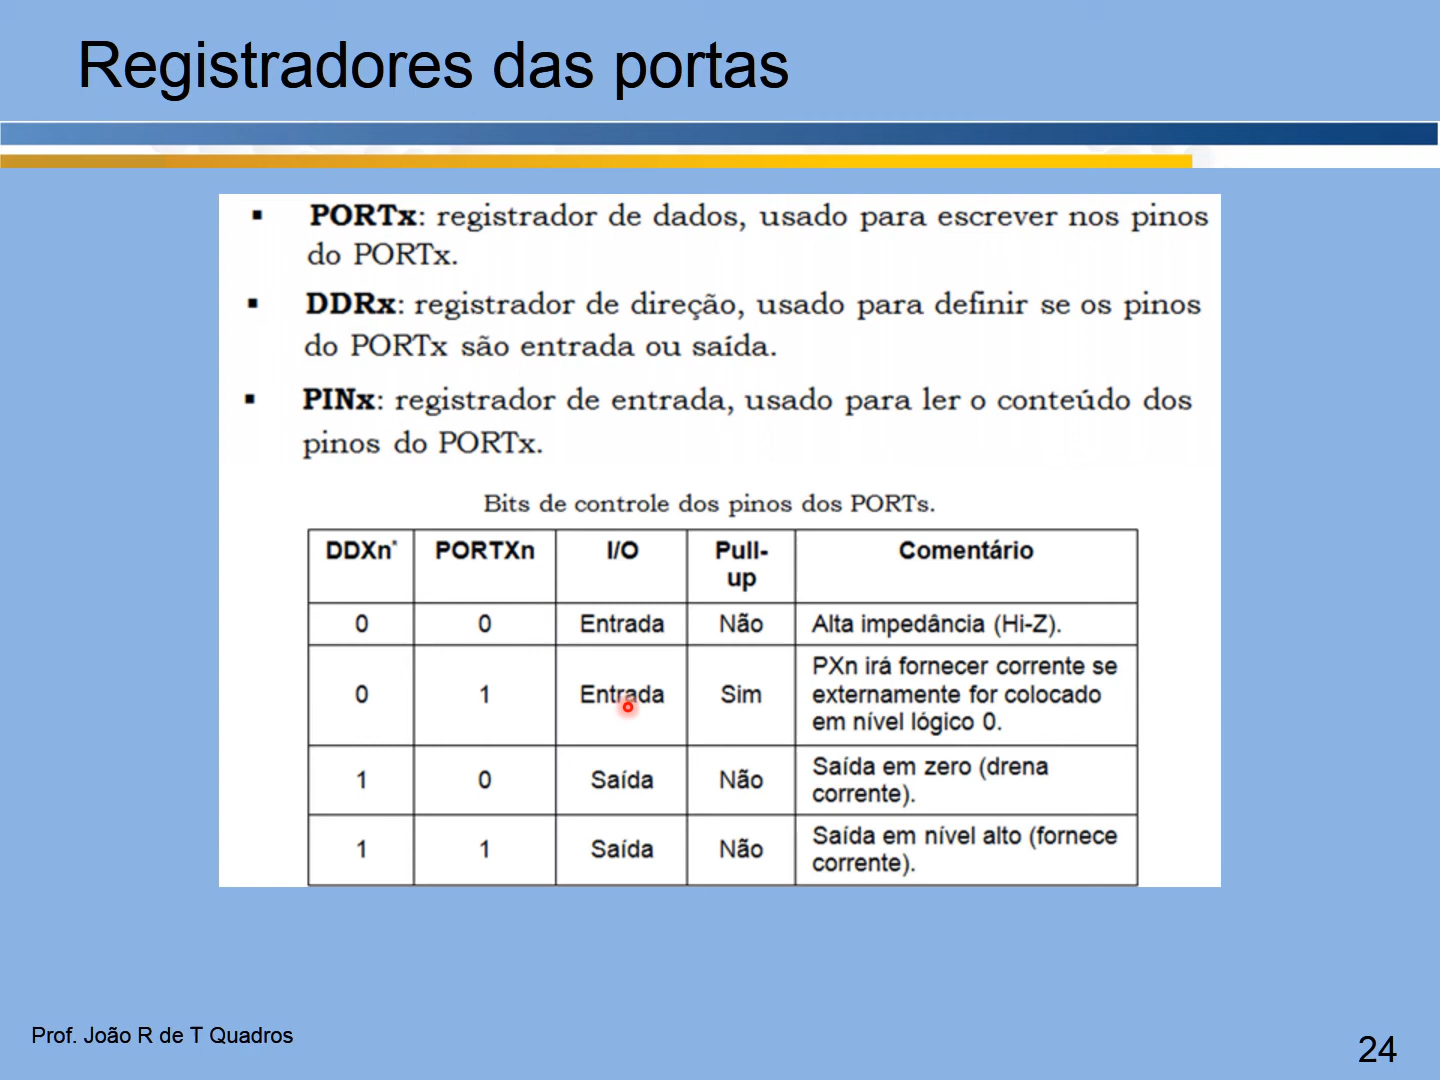 Registradores das portas
▪ PORTx: registrador de dados, usado para escrever nos pinos
do PORTx.
▪ DDRx: registrador de direção, usado para definir se os pinos
do PORTx são entrada ou saída.
▪ PINx: registrador de entrada, usado para ler o conteúdo dos
pinos do PORTx.
Bits de controle dos pinos dos PORTs.
DDXn* PORTXn I/O Pull-up Comentário
0 0 Entrada Não Alta impedância (Hi-Z).
0 1 Entrada Sim PXn irá fornecer corrente se
externamente for colocado
em nível lógico 0.
1 0 Saída Não Saída em zero (drena
corrente).
1 1 Saída Não Saída em nível alto (fornece
corrente).
Prof. João R de T Quadros
24